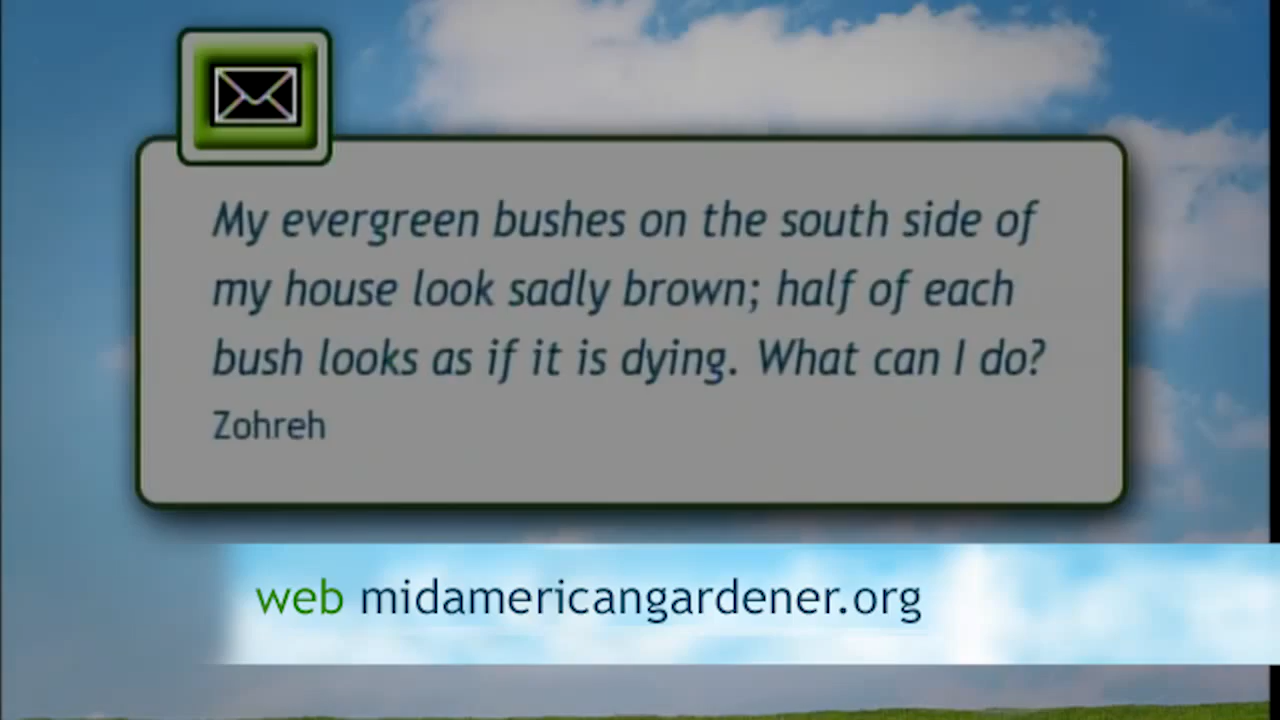 My evergreen bushes on the south side of
my house look sadly brown; half of each
bush looks as if it is dying. What can I do?
Zohreh
web midamericangardener.org